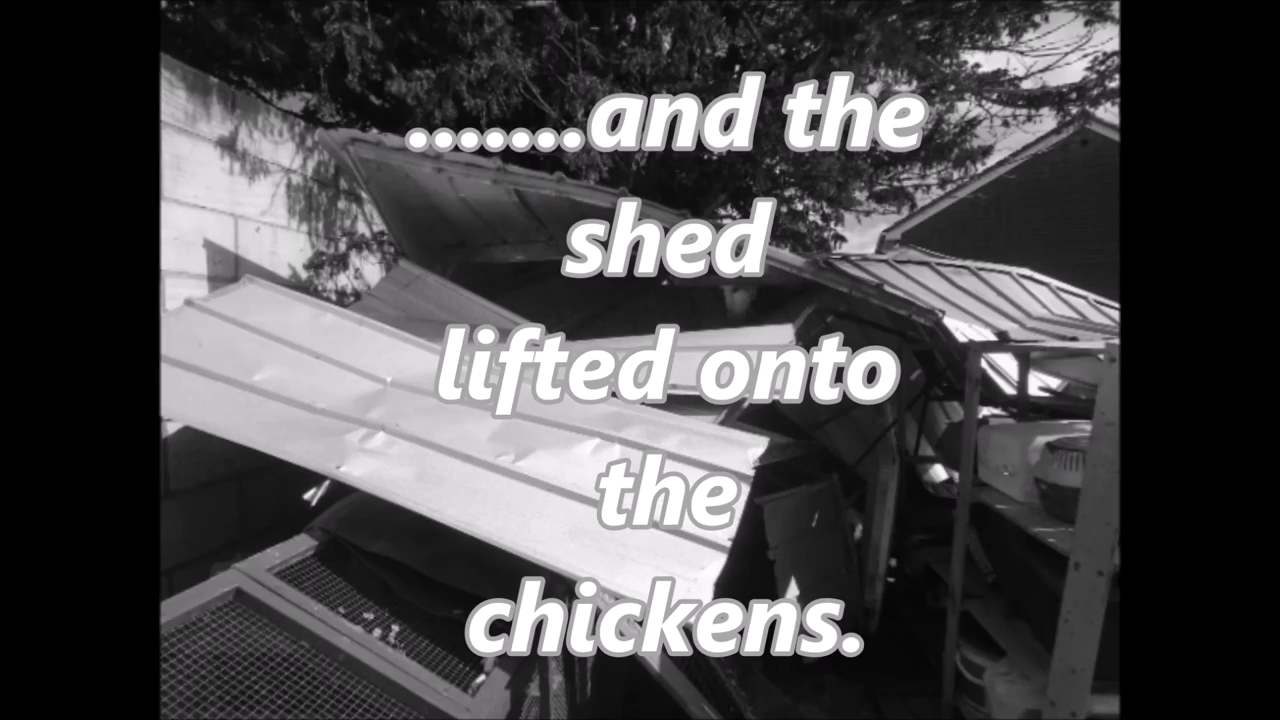 .......and the
shed
lifted onto
the
chickens.